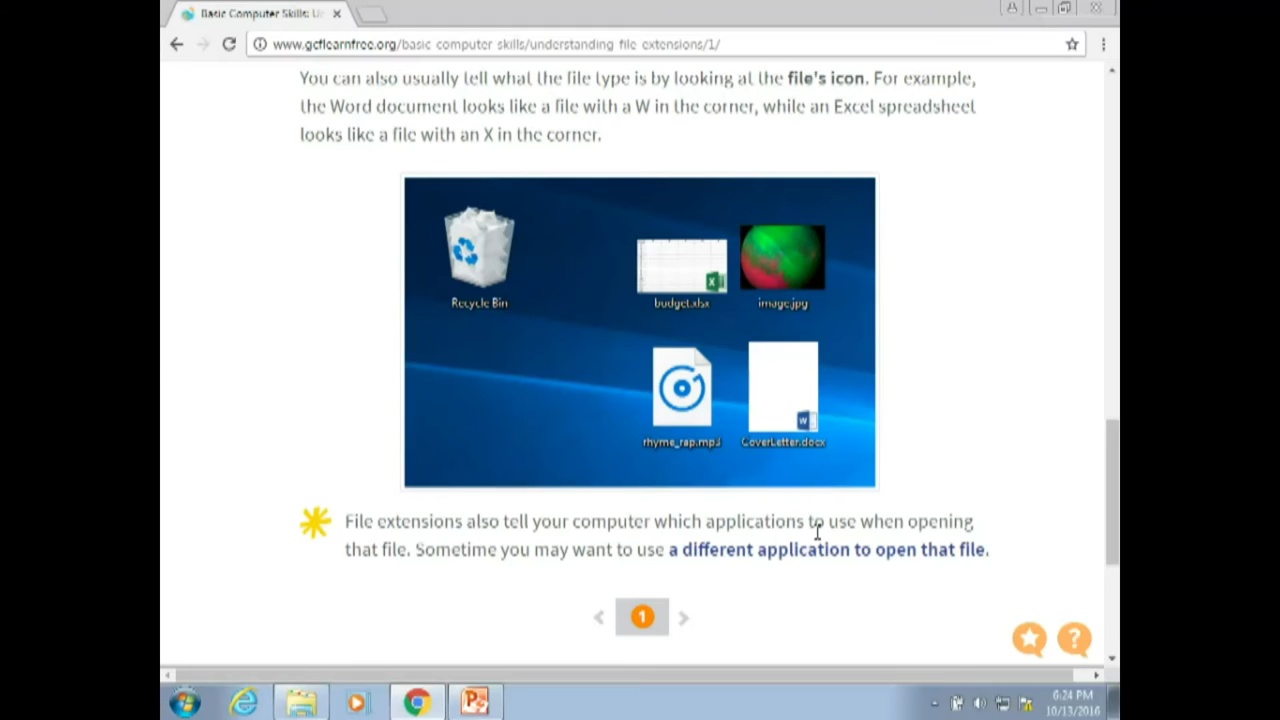 Basic Computer Skills: U
www.gcflearnfree.org/basic computer skills/understanding file extensions/1/
You can also usually tell what the file type is by looking at the file's icon. For example,
the Word document looks like a file with a W in the corner, while an Excel spreadsheet
looks like a file with an X in the corner.
Recycle Bin
budget.xlsx
image.jpg
rhyme_rap.mp3
CoverLetter.docx
File extensions also tell your computer which applications to use when opening
that file. Sometime you may want to use a different application to open that file.
1
6:24 PM
10/13/2016